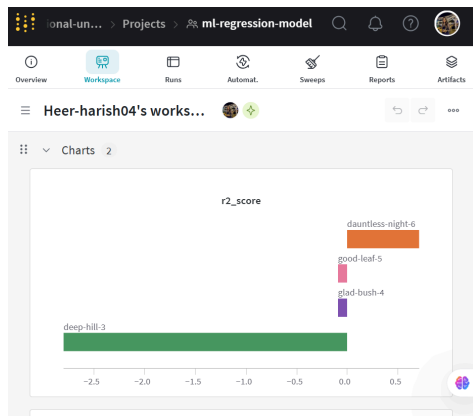 ional-un... > Projects > ml-regression-model
Overview Workspace Runs Automat. Sweeps Reports Artifacts
Heer-harish04's works...
Charts 2
r2_score
dauntless-night-6
good-leaf-5
glad-bush-4
deep-hill-3
−2.5 −2.0 −1.5 −1.0 −0.5 0.0 0.5